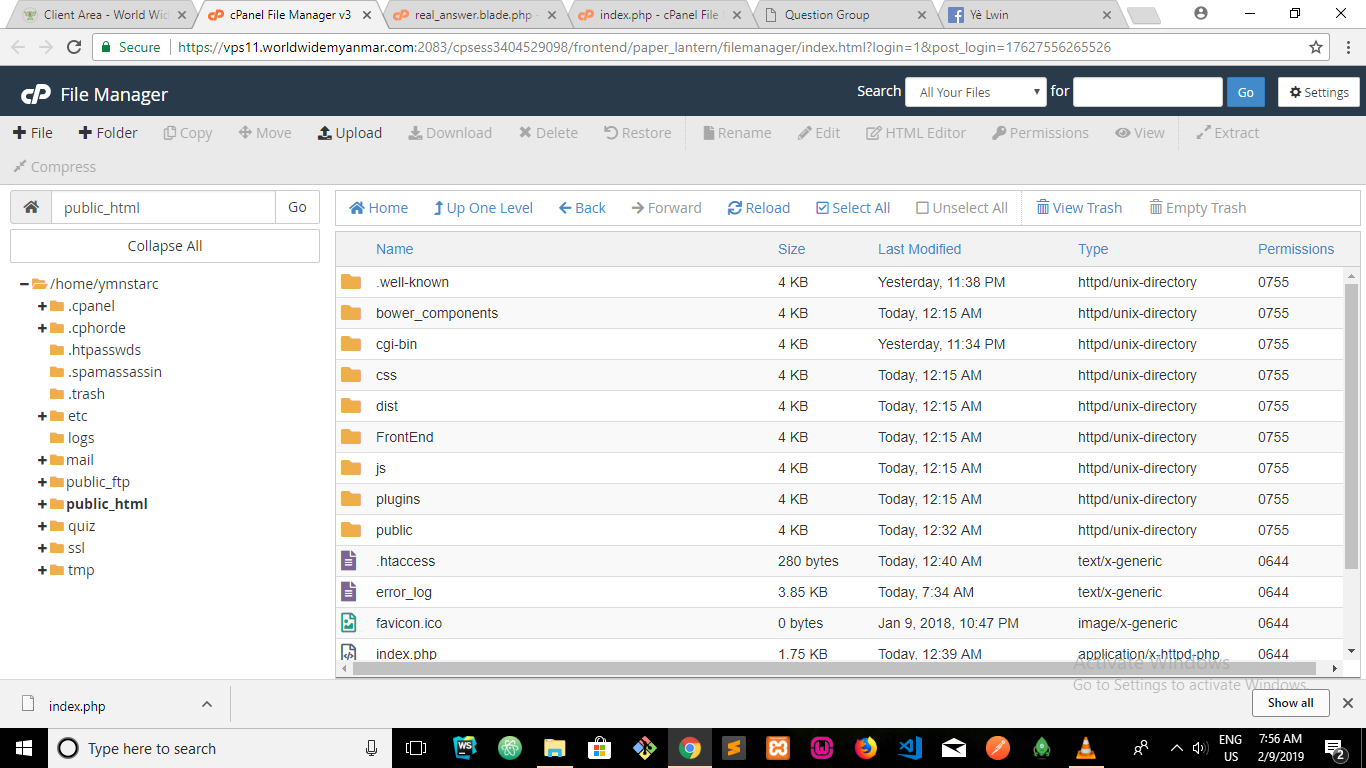 Client Area - World Wid
cPanel File Manager v3
real_answer.blade.php -
index.php - cPanel File
Question Group
Yè Lwin
Secure https://vps11.worldwidemyanmar.com:2083/cpsess3404529098/frontend/paper_lantern/filemanager/index.html?login=1&post_login=17627556265526
cP File Manager
Search All Your Files for Go Settings
File Folder Copy Move Upload Download Delete Restore Rename Edit HTML Editor Permissions View Extract
Compress
public_html Go
Home Up One Level Back Forward Reload Select All Unselect All View Trash Empty Trash
Collapse All
/home/ymnstarc
.cpanel
.cphorde
.htpasswds
.spamassassin
.trash
etc
logs
mail
public_ftp
public_html
quiz
ssl
tmp
Name Size Last Modified Type Permissions
.well-known 4 KB Yesterday, 11:38 PM httpd/unix-directory 0755
bower_components 4 KB Today, 12:15 AM httpd/unix-directory 0755
cgi-bin 4 KB Yesterday, 11:34 PM httpd/unix-directory 0755
css 4 KB Today, 12:15 AM httpd/unix-directory 0755
dist 4 KB Today, 12:15 AM httpd/unix-directory 0755
FrontEnd 4 KB Today, 12:15 AM httpd/unix-directory 0755
js 4 KB Today, 12:15 AM httpd/unix-directory 0755
plugins 4 KB Today, 12:15 AM httpd/unix-directory 0755
public 4 KB Today, 12:32 AM httpd/unix-directory 0755
.htaccess 280 bytes Today, 12:40 AM text/x-generic 0644
error_log 3.85 KB Today, 7:34 AM text/x-generic 0644
favicon.ico 0 bytes Jan 9, 2018, 10:47 PM image/x-generic 0644
index.php 1.75 KB Today, 12:39 AM application/x-httpd-php 0644
Activate Windows
Go to Settings to activate Windows.
index.php
Show all
Type here to search
WS
ENG
US
7:56 AM
2/9/2019
2